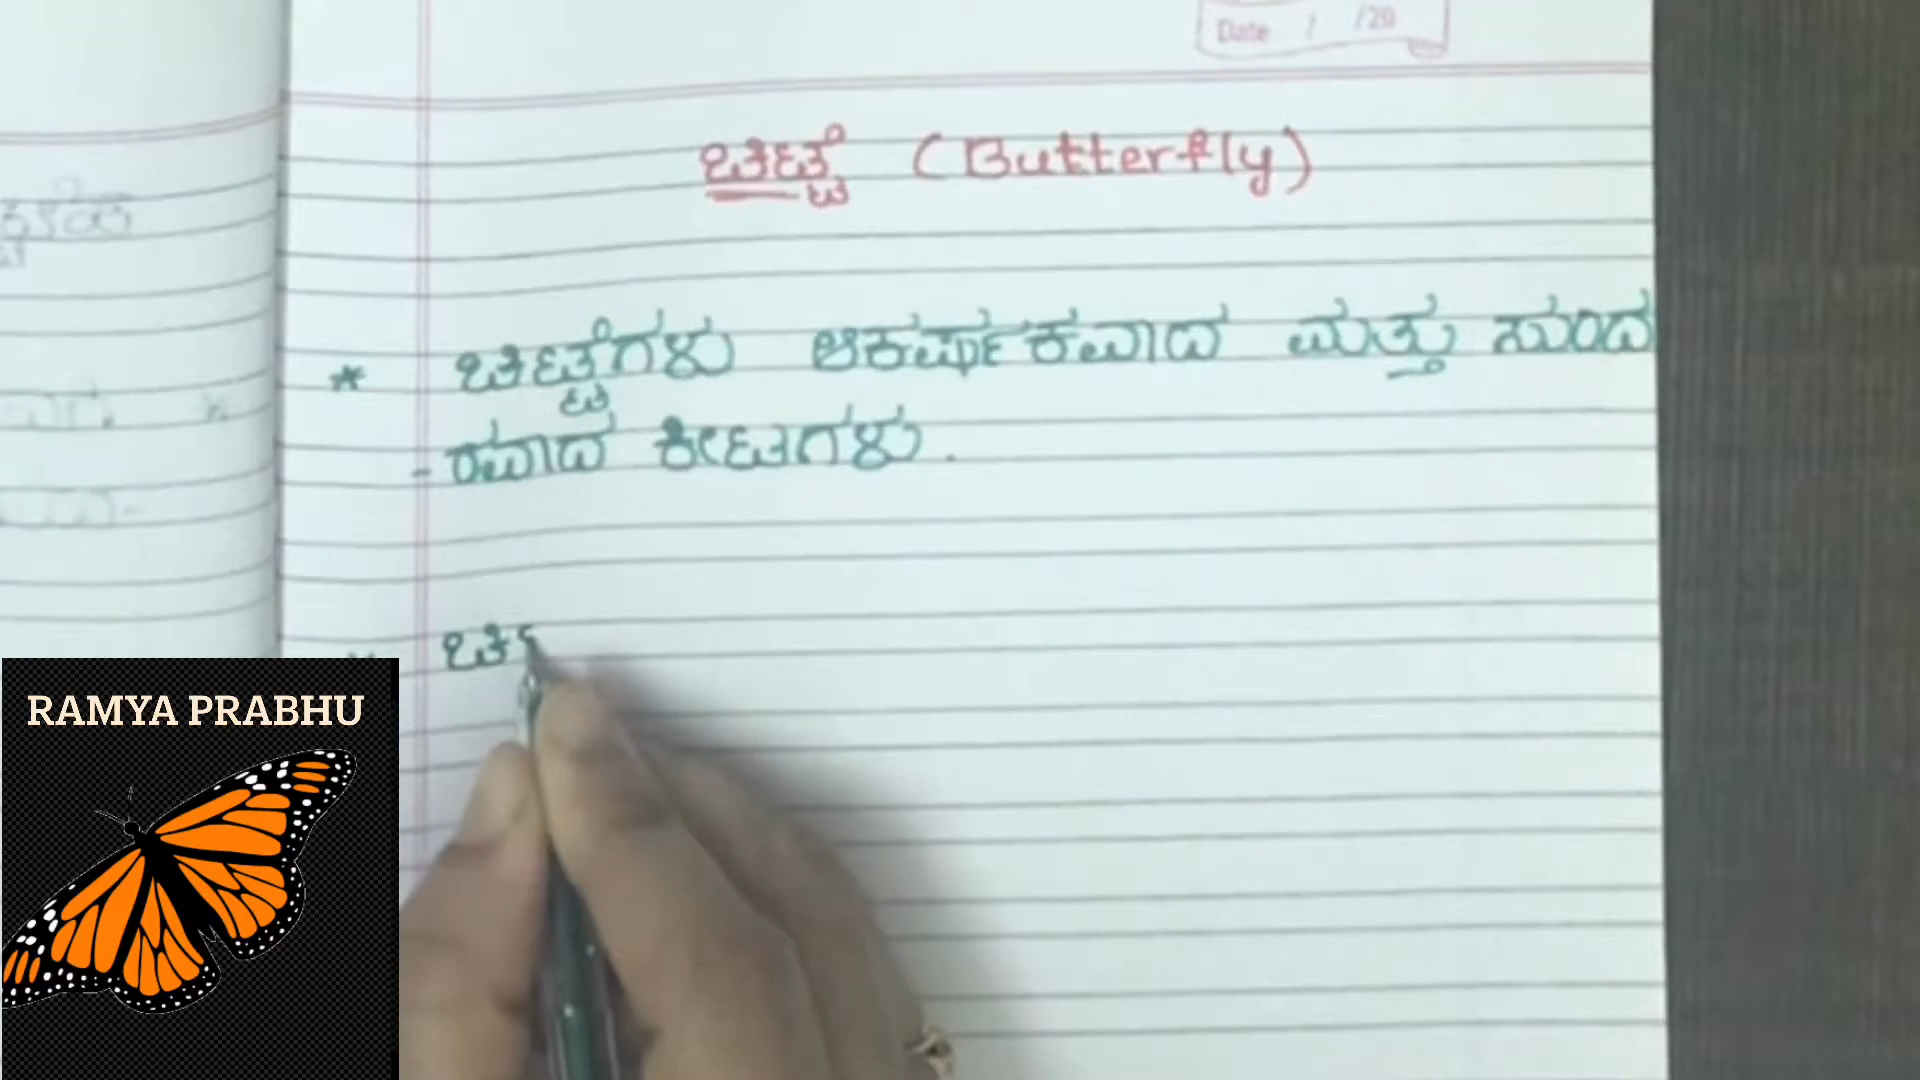 Date / /20
ಚಿಟ್ಟೆ (Butterfly)
* ಚಿಟ್ಟೆಗಳು ಆಕರ್ಷಕವಾದ ಮತ್ತು ಸುಂದ
-ರವಾದ ಕೀಟಗಳು.
RAMYA PRABHU